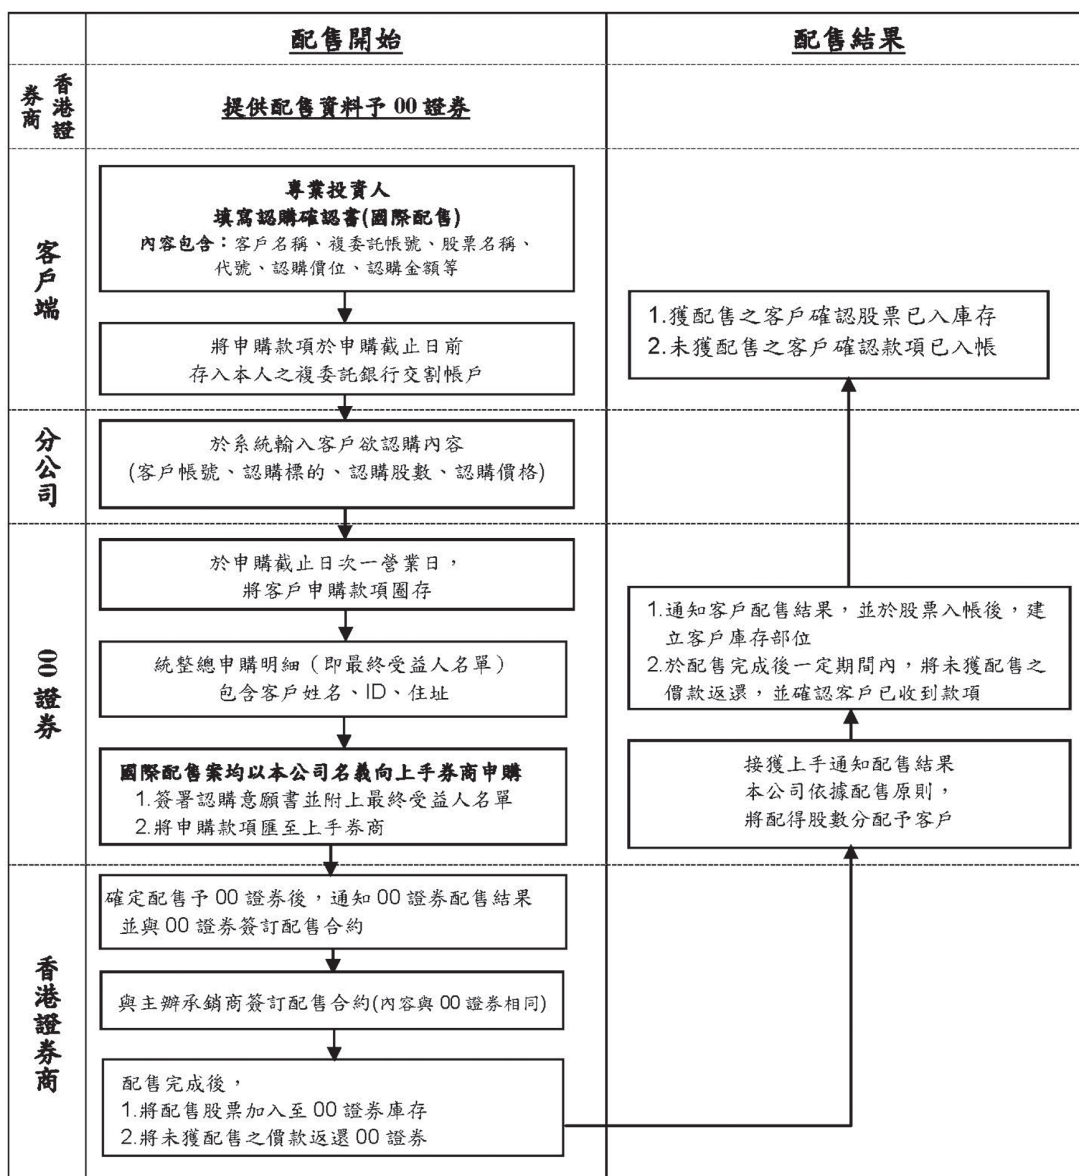 配售開始
配售結果
香港證
券商
提供配售資料予 00 證券
客戶端
專業投資人
填寫認購確認書(國際配售)
內容包含：客戶名稱、複委託帳號、股票名稱、
代號、認購價位、認購金額等
將申購款項於申購截止日前
存入本人之複委託銀行交割帳戶
1.獲配售之客戶確認股票已入庫存
2.未獲配售之客戶確認款項已入帳
分公司
於系統輸入客戶欲認購內容
(客戶帳號、認購標的、認購股數、認購價格)
00證券
於申購截止日次一營業日，
將客戶申購款項圈存
統整總申購明細（即最終受益人名單）
包含客戶姓名、ID、住址
國際配售案均以本公司名義向上手券商申購
1.簽署認購意願書並附上最終受益人名單
2.將申購款項匯至上手券商
1.通知客戶配售結果，並於股票入帳後，建
立客戶庫存部位
2.於配售完成後一定期間內，將未獲配售之
價款返還，並確認客戶已收到款項
接獲上手通知配售結果
本公司依據配售原則，
將配得股數分配予客戶
香港證券商
確定配售予 00 證券後，通知 00 證券配售結果
並與 00 證券簽訂配售合約
與主辦承銷商簽訂配售合約(內容與 00 證券相同)
配售完成後，
1.將配售股票加入至 00 證券庫存
2.將未獲配售之價款返還 00 證券